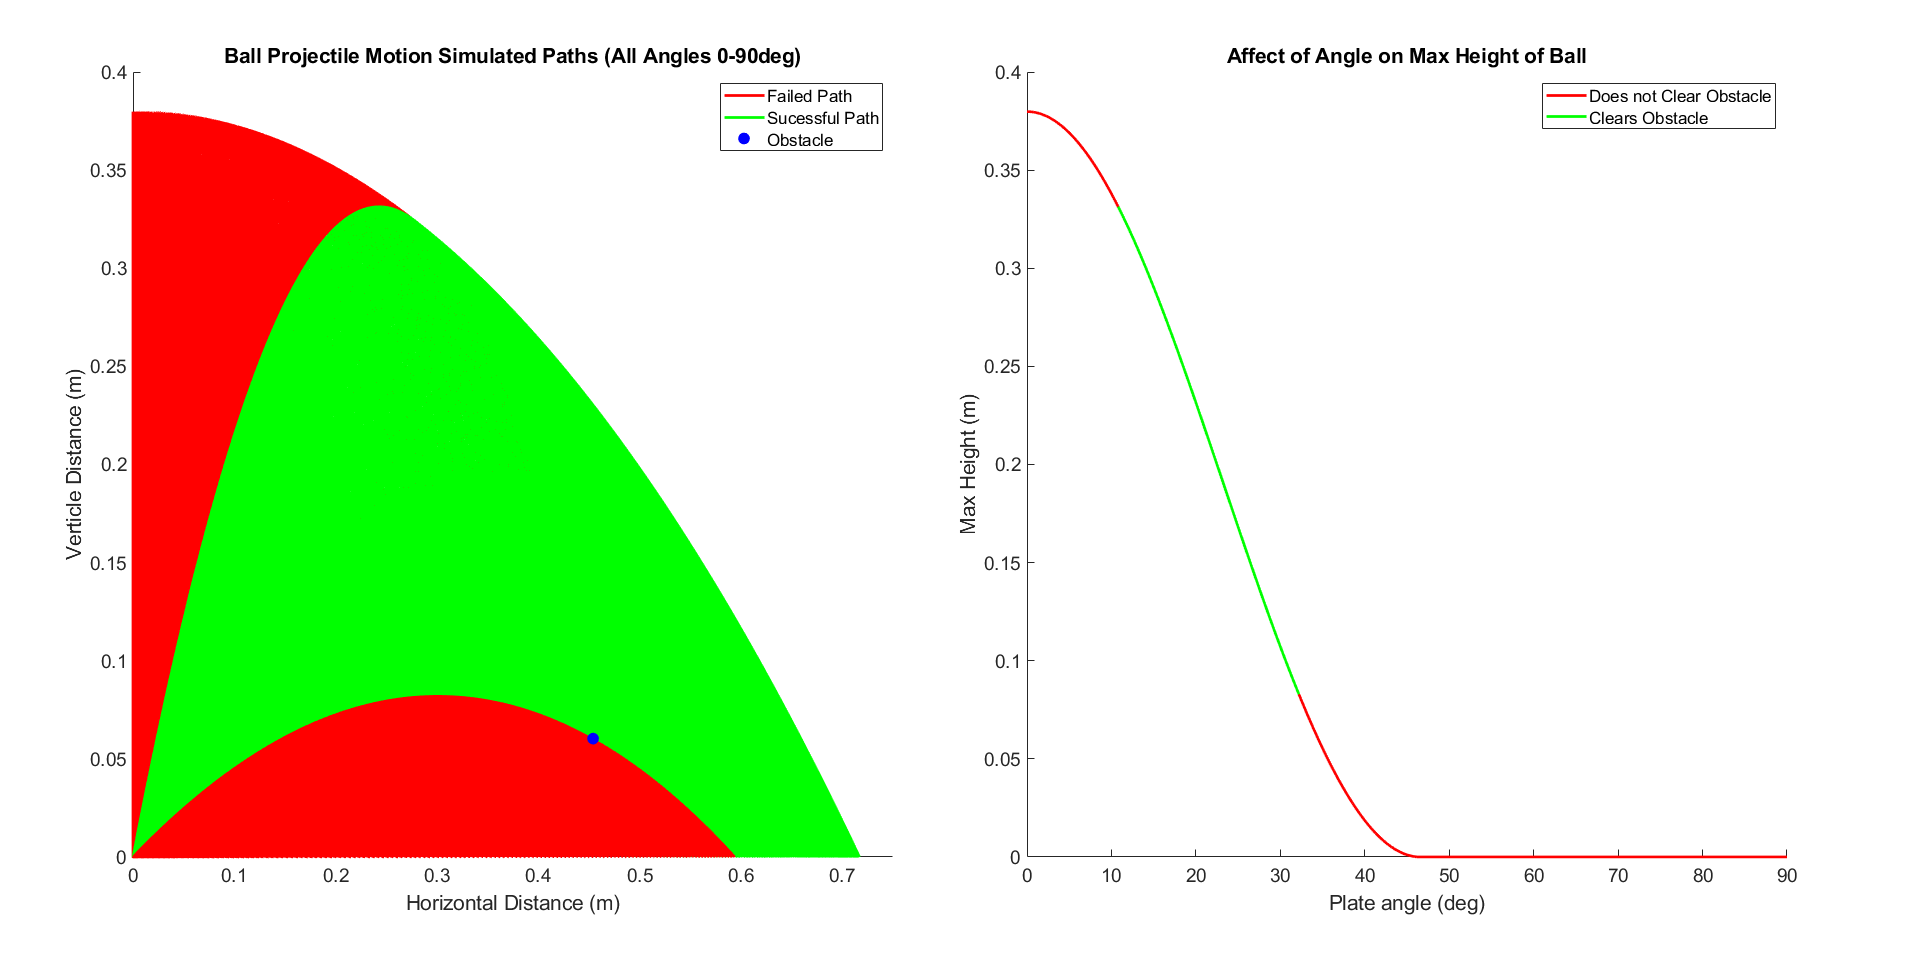 Ball Projectile Motion Simulated Paths (All Angles 0-90deg)
Failed Path
Sucessful Path
Obstacle
0.4
0.35
0.3
0.25
0.2
0.15
0.1
0.05
0
Verticle Distance (m)
0 0.1 0.2 0.3 0.4 0.5 0.6 0.7
Horizontal Distance (m)
Affect of Angle on Max Height of Ball
Does not Clear Obstacle
Clears Obstacle
0.4
0.35
0.3
0.25
0.2
0.15
0.1
0.05
0
Max Height (m)
0 10 20 30 40 50 60 70 80 90
Plate angle (deg)